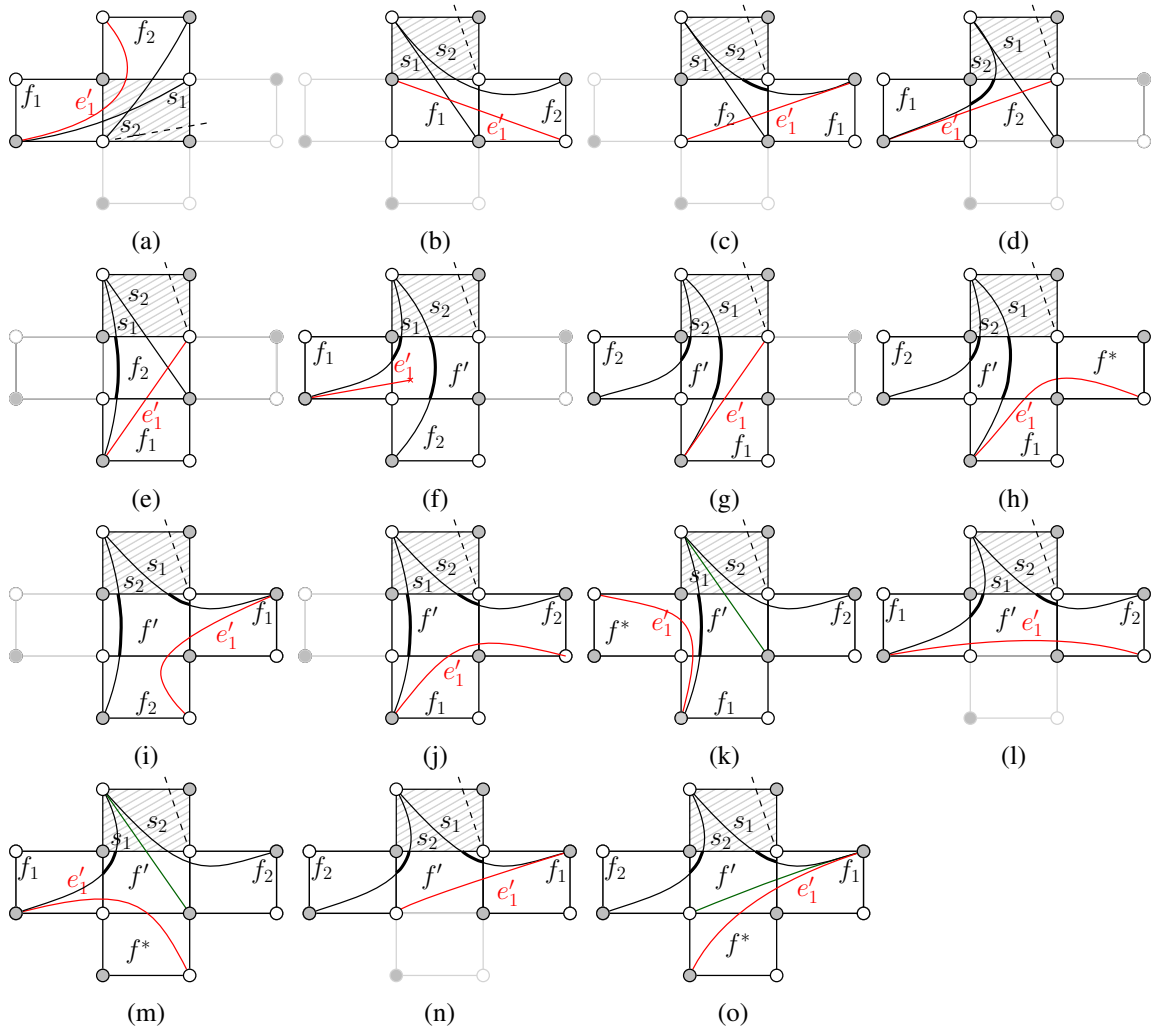 f₂ f₁ e′₁ s₁ s₂
(a)
s₂ s₁ f₁ e′₁ f₂
(b)
s₂ s₁ f₂ e′₁ f₁
(c)
s₁ s₂ f₁ e′₁ f₂
(d)
s₂ s₁ f₂ e′₁ f₁
(e)
s₂ s₁ f₁ e′₁ f′ f₂
(f)
s₁ s₂ f₂ f′ e′₁ f₁
(g)
s₁ s₂ f₂ f′ f* e′₁ f₁
(h)
s₁ s₂ f′ f₁ e′₁ f₂
(i)
s₂ s₁ f′ f₂ e′₁ f₁
(j)
s₂ s₁ f* e′₁ f′ f₁
(k)
s₂ s₁ f₁ f′ e′₁ f₂
(l)
s₂ s₁ f₁ e′₁ f′ f₂ f*
(m)
s₁ s₂ f₂ f′ e′₁ f₁
(n)
s₁ s₂ f₂ f′ e′₁ f₁ f*
(o)